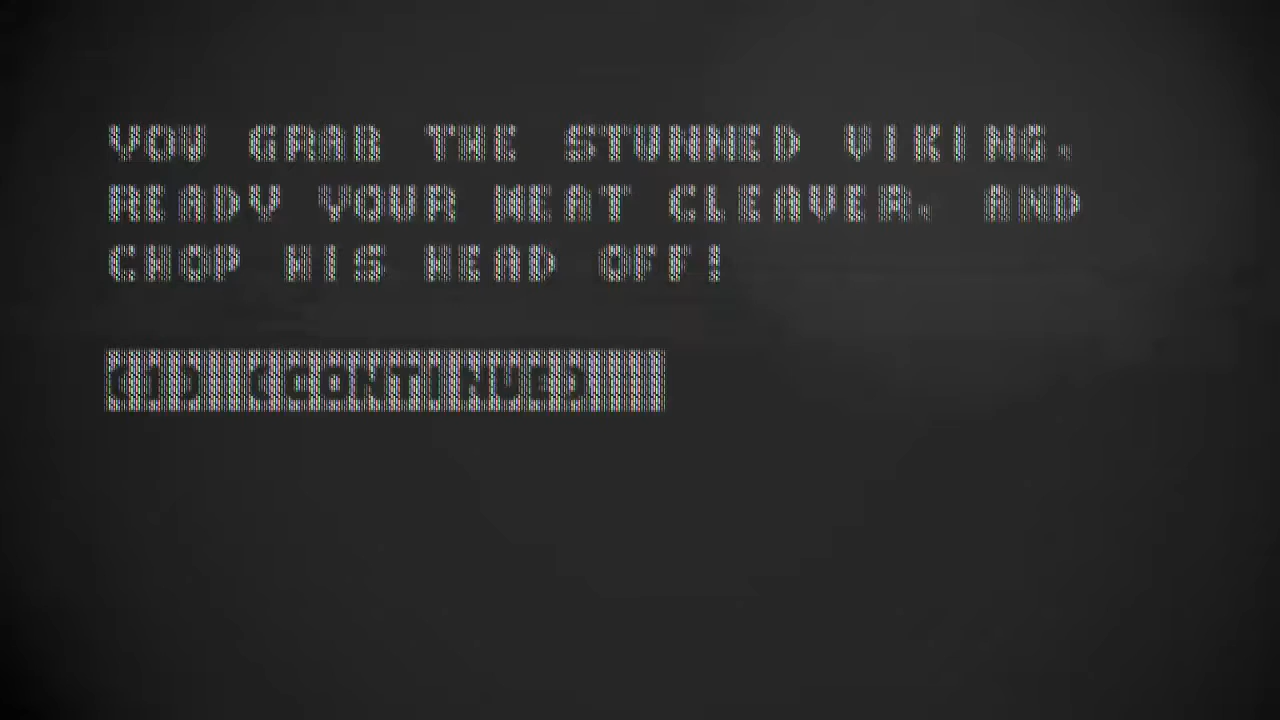 YOU GRAB THE STUNNED VIKING,
READY YOUR MEAT CLEAVER, AND
CHOP HIS HEAD OFF!
(1) (CONTINUE)